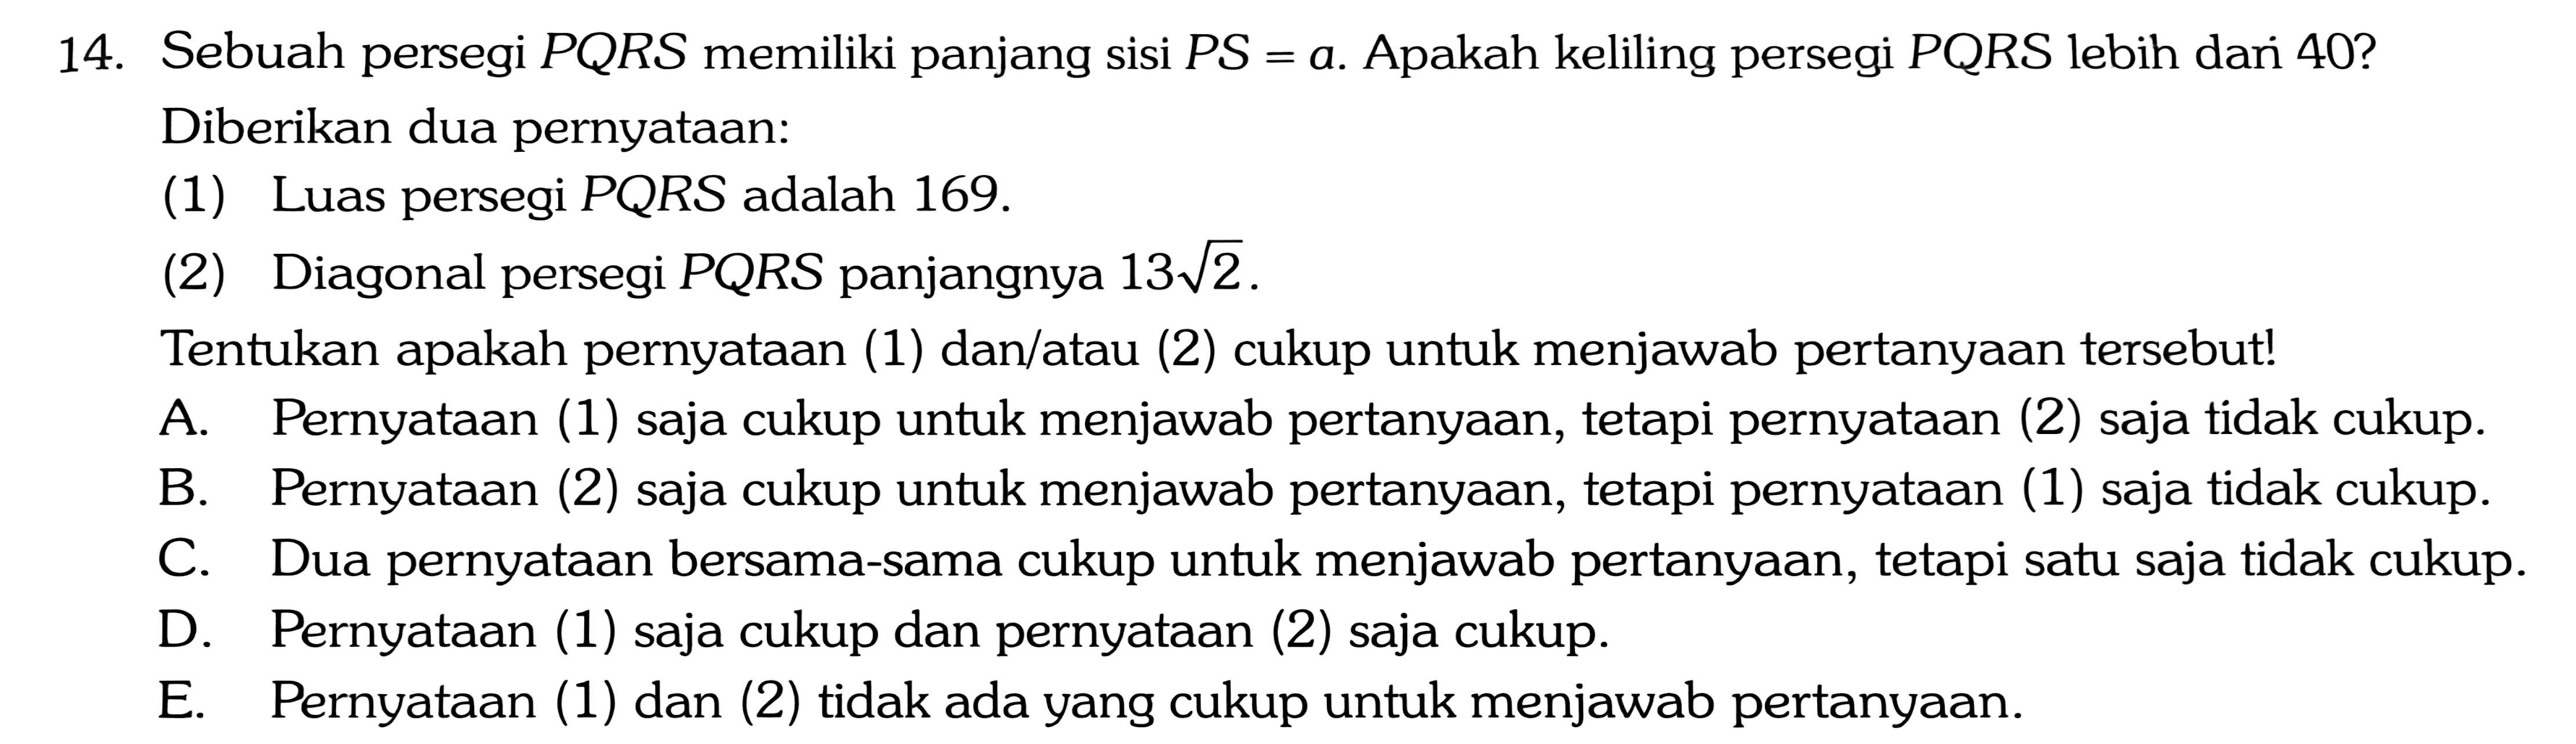 14. Sebuah persegi PQRS memiliki panjang sisi PS = a. Apakah keliling persegi PQRS lebih dari 40?
Diberikan dua pernyataan:
(1) Luas persegi PQRS adalah 169.
(2) Diagonal persegi PQRS panjangnya 13√2.
Tentukan apakah pernyataan (1) dan/atau (2) cukup untuk menjawab pertanyaan tersebut!
A. Pernyataan (1) saja cukup untuk menjawab pertanyaan, tetapi pernyataan (2) saja tidak cukup.
B. Pernyataan (2) saja cukup untuk menjawab pertanyaan, tetapi pernyataan (1) saja tidak cukup.
C. Dua pernyataan bersama-sama cukup untuk menjawab pertanyaan, tetapi satu saja tidak cukup.
D. Pernyataan (1) saja cukup dan pernyataan (2) saja cukup.
E. Pernyataan (1) dan (2) tidak ada yang cukup untuk menjawab pertanyaan.